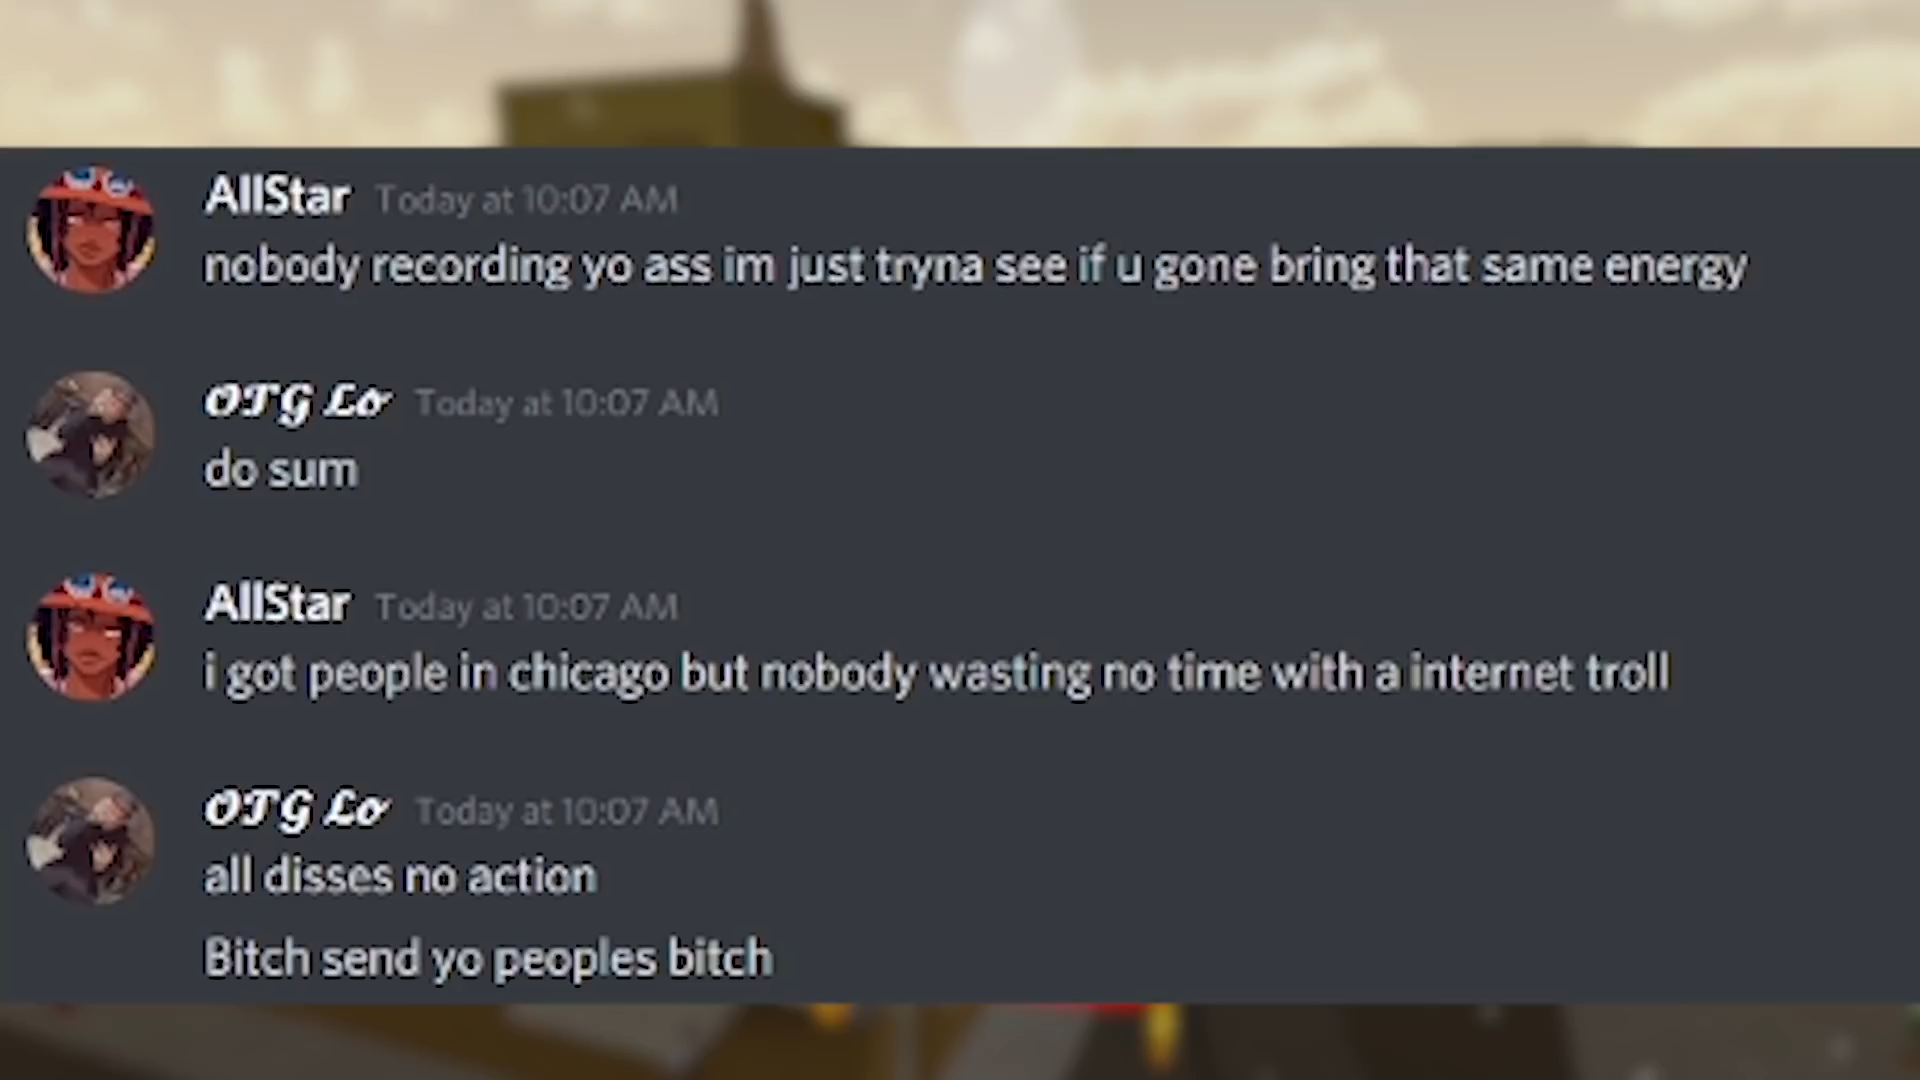 AllStar Today at 10:07 AM
nobody recording yo ass im just tryna see if u gone bring that same energy
OTG Lo Today at 10:07 AM
do sum
AllStar Today at 10:07 AM
i got people in chicago but nobody wasting no time with a internet troll
OTG Lo Today at 10:07 AM
all disses no action
Bitch send yo peoples bitch